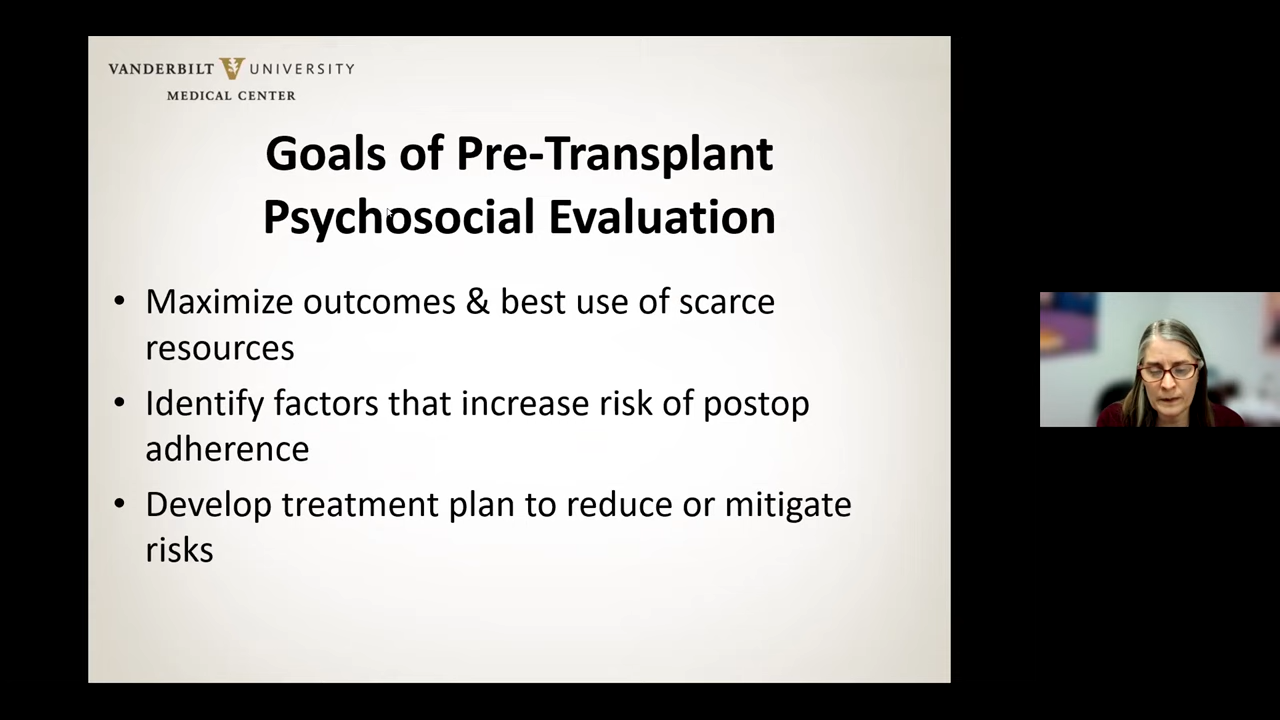 VANDERBILT UNIVERSITY
MEDICAL CENTER
Goals of Pre-Transplant
Psychosocial Evaluation
• Maximize outcomes & best use of scarce
resources
• Identify factors that increase risk of postop
adherence
• Develop treatment plan to reduce or mitigate
risks